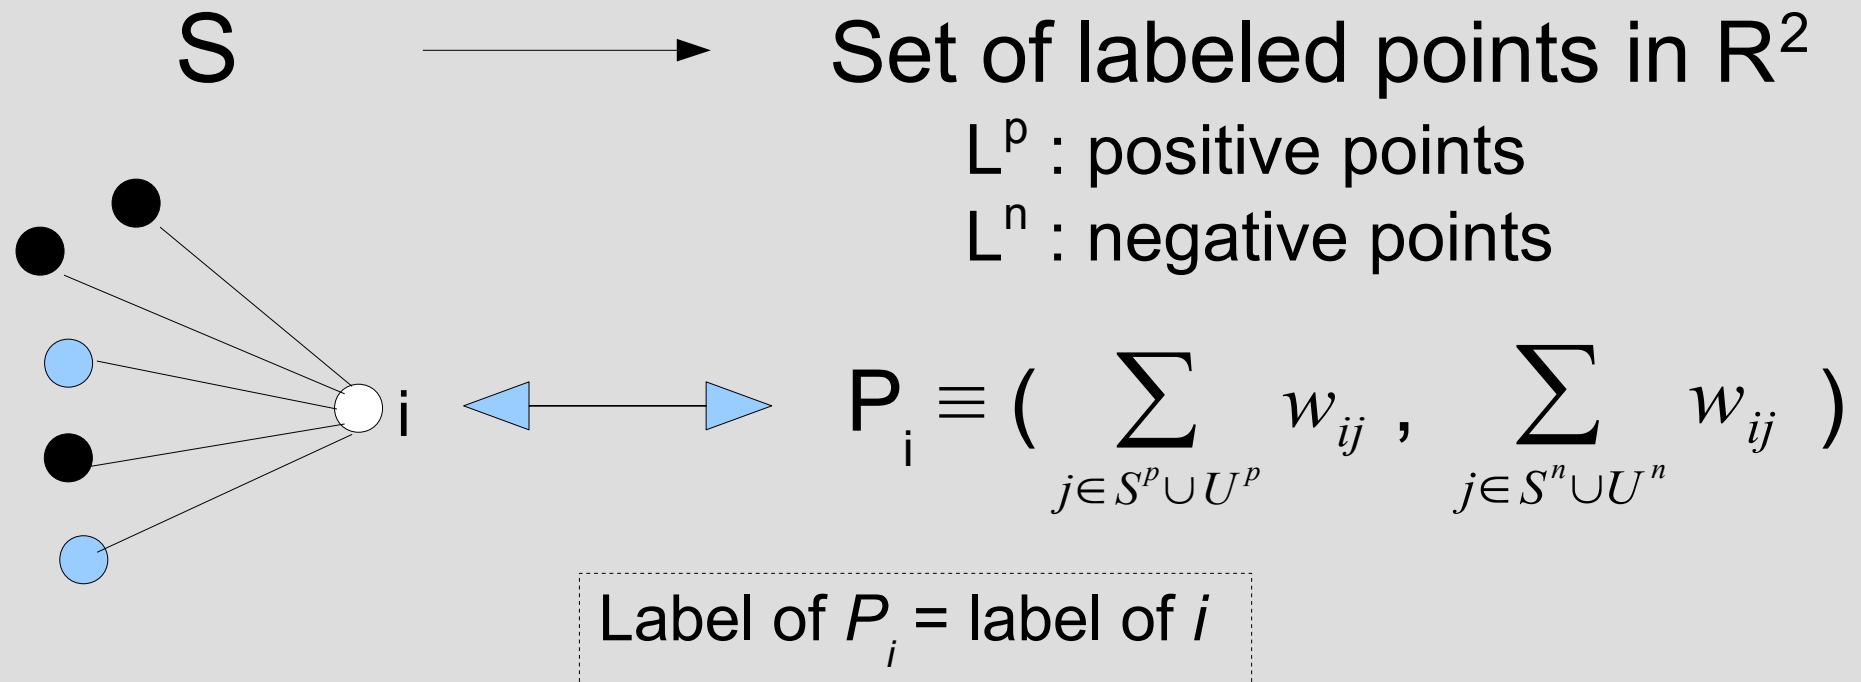 S Set of labeled points in R²
Lᵖ : positive points
Lⁿ : negative points
i Pᵢ ≡ ( ∑ wᵢⱼ , ∑ wᵢⱼ )
j∈Sᵖ∪Uᵖ j∈Sⁿ∪Uⁿ
Label of Pᵢ = label of i